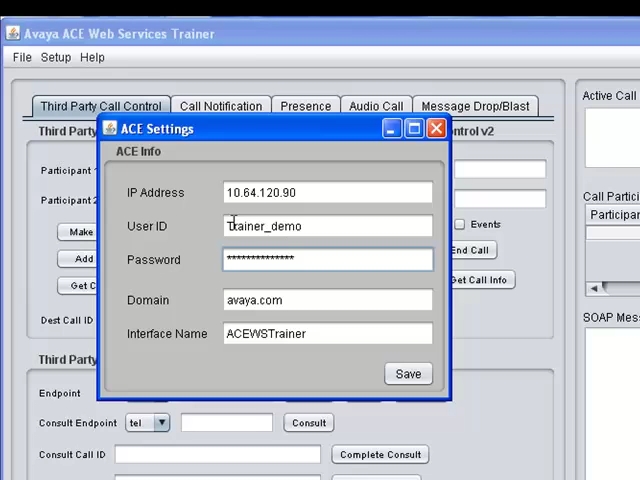 Avaya ACE Web Services Trainer
File Setup Help
Third Party Call Control Call Notification Presence Audio Call Message Drop/Blast
Active Call
Third Par
ntrol v2
ACE Settings
ACE Info
IP Address 10.64.120.90
User ID Trainer_demo
Password **************
Domain avaya.com
Interface Name ACEWSTrainer
Save
Participant 1
Participant 2
Events
Make
Add
Get C
End Call
Get Call Info
Dest Call ID
Call Partici
Participan
SOAP Mess
Third Party
Endpoint
Consult Endpoint tel Consult
Consult Call ID Complete Consult